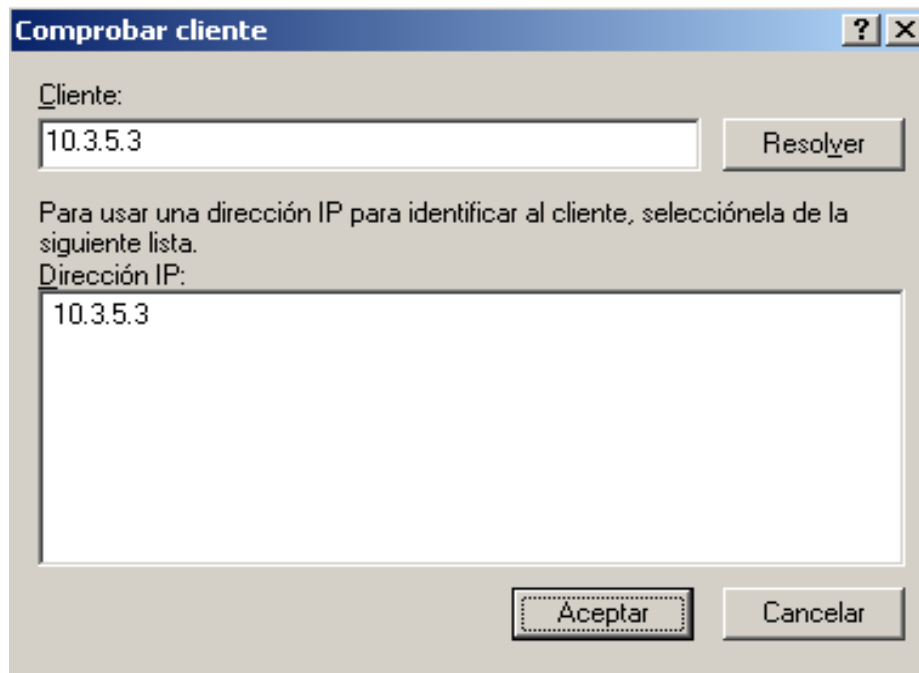 Comprobar cliente
Cliente:
10.3.5.3
Resolver
Para usar una dirección IP para identificar al cliente, selecciónela de la
siguiente lista.
Dirección IP:
10.3.5.3
Aceptar
Cancelar